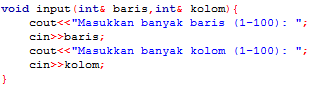 void input(int& baris,int& kolom){
cout<<"Masukkan banyak baris (1-100): ";
cin>>baris;
cout<<"Masukkan banyak kolom (1-100): ";
cin>>kolom;
}